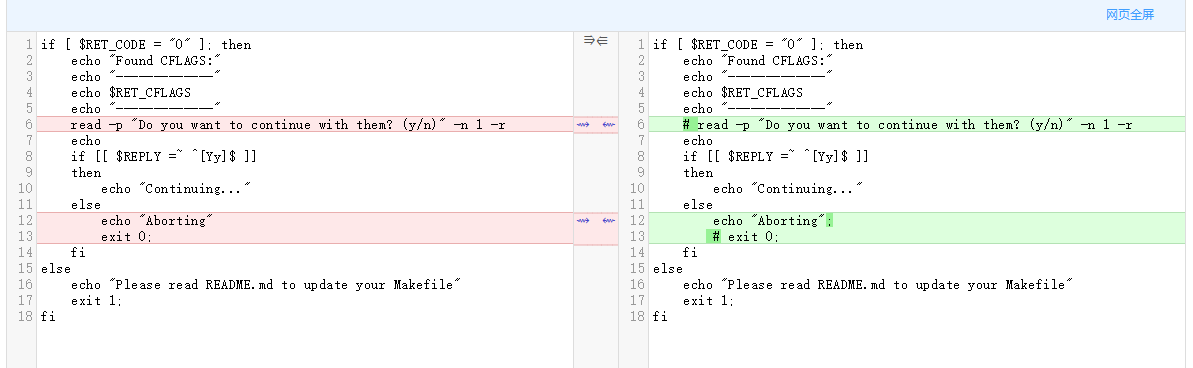 网页全屏
1 if [ $RET_CODE = "0" ]; then
2     echo "Found CFLAGS:"
3     echo "-------------"
4     echo $RET_CFLAGS
5     echo "-------------"
6     read -p "Do you want to continue with them? (y/n)" -n 1 -r
7     echo
8     if [[ $REPLY =~ ^[Yy]$ ]]
9     then
10         echo "Continuing..."
11     else
12         echo "Aborting"
13         exit 0;
14     fi
15 else
16     echo "Please read README.md to update your Makefile"
17     exit 1;
18 fi
1 if [ $RET_CODE = "0" ]; then
2     echo "Found CFLAGS:"
3     echo "-------------"
4     echo $RET_CFLAGS
5     echo "-------------"
6     # read -p "Do you want to continue with them? (y/n)" -n 1 -r
7     echo
8     if [[ $REPLY =~ ^[Yy]$ ]]
9     then
10         echo "Continuing..."
11     else
12         echo "Aborting";
13        # exit 0;
14     fi
15 else
16     echo "Please read README.md to update your Makefile"
17     exit 1;
18 fi